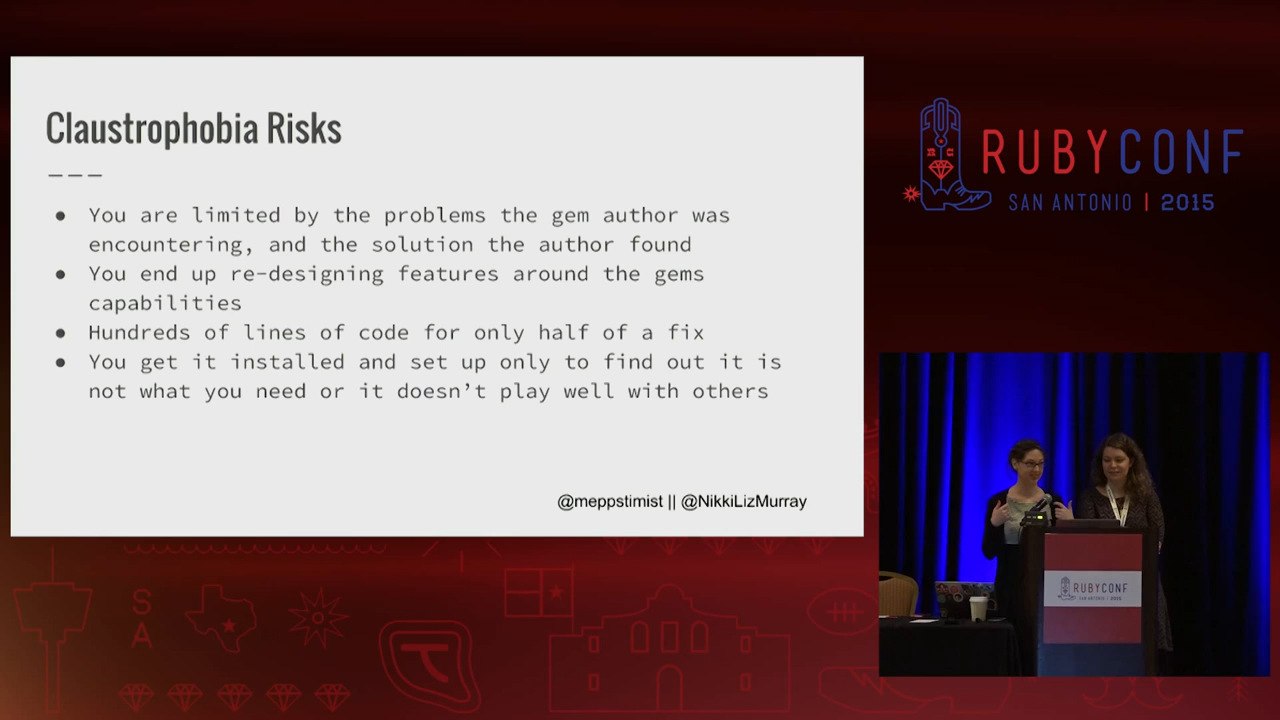 Claustrophobia Risks
———
● You are limited by the problems the gem author was
encountering, and the solution the author found
● You end up re-designing features around the gems
capabilities
● Hundreds of lines of code for only half of a fix
● You get it installed and set up only to find out it is
not what you need or it doesn’t play well with others
@meppstimist || @NikkiLizMurray
RUBYCONF
SAN ANTONIO | 2015
RUBYCONF
SAN ANTONIO | 2015
S
A